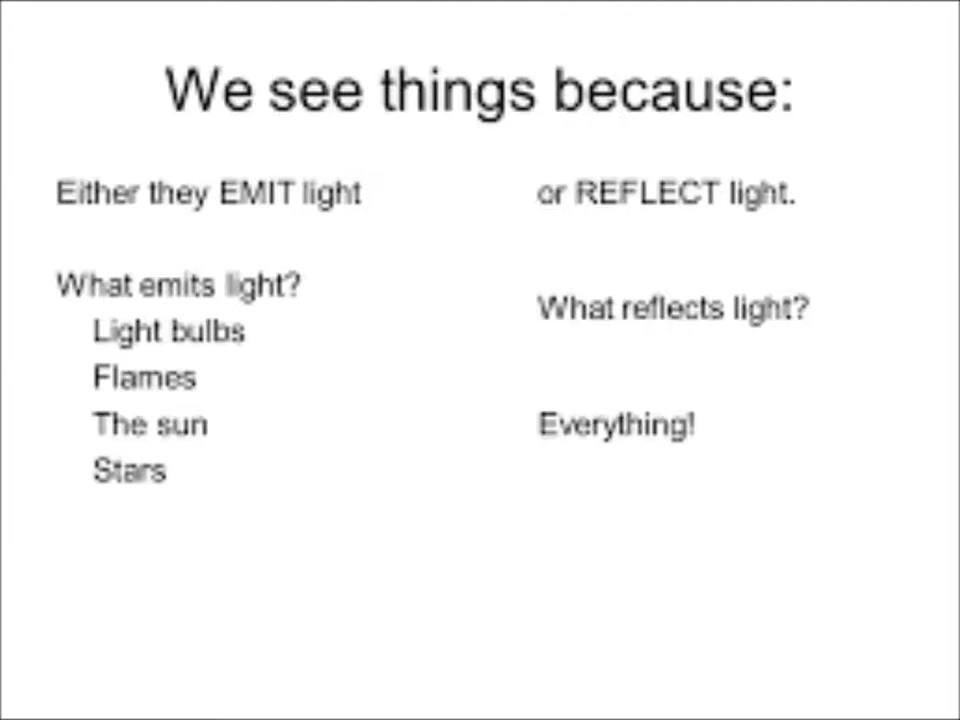 We see things because:
Either they EMIT light
What emits light?
Light bulbs
Flames
The sun
Stars
or REFLECT light.
What reflects light?
Everything!